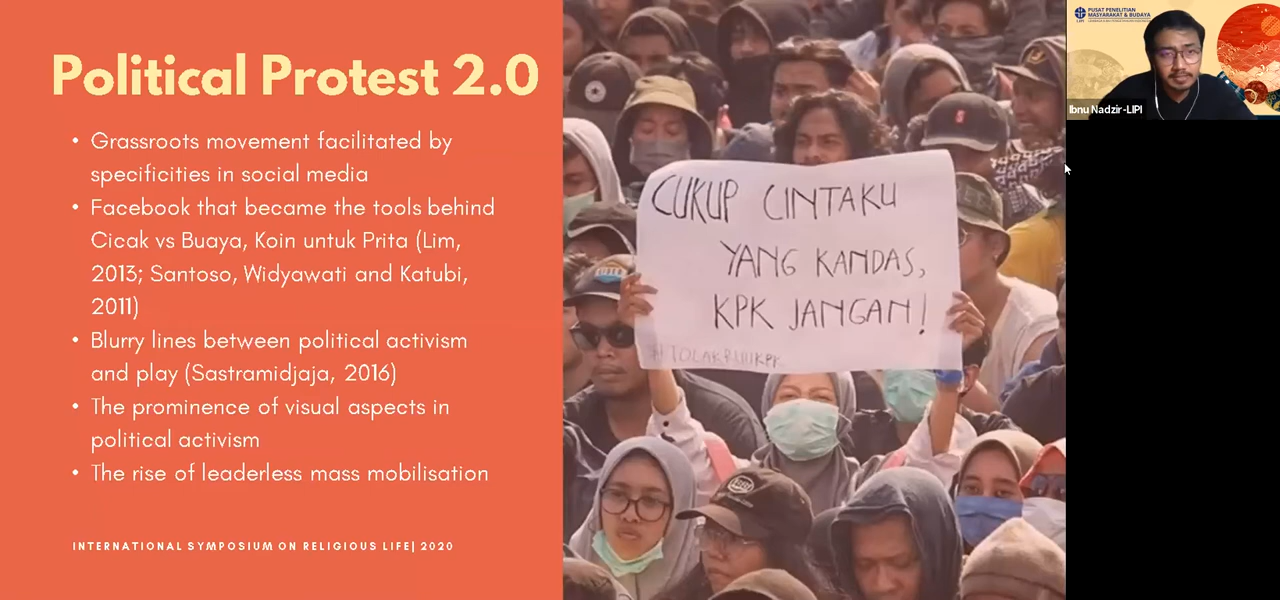 Political Protest 2.0
• Grassroots movement facilitated by
specificities in social media
• Facebook that became the tools behind
Cicak vs Buaya, Koin untuk Prita (Lim,
2013; Santoso, Widyawati and Katubi,
2011)
• Blurry lines between political activism
and play (Sastramidjaja, 2016)
• The prominence of visual aspects in
political activism
• The rise of leaderless mass mobilisation
INTERNATIONAL SYMPOSIUM ON RELIGIOUS LIFE| 2020
CUKUP CINTAKU
YANG KANDAS,
KPK JANGAN!
PUSAT PENELITIAN
MASYARAKAT & BUDAYA
LIPI
Ibnu Nadzir-LIPI